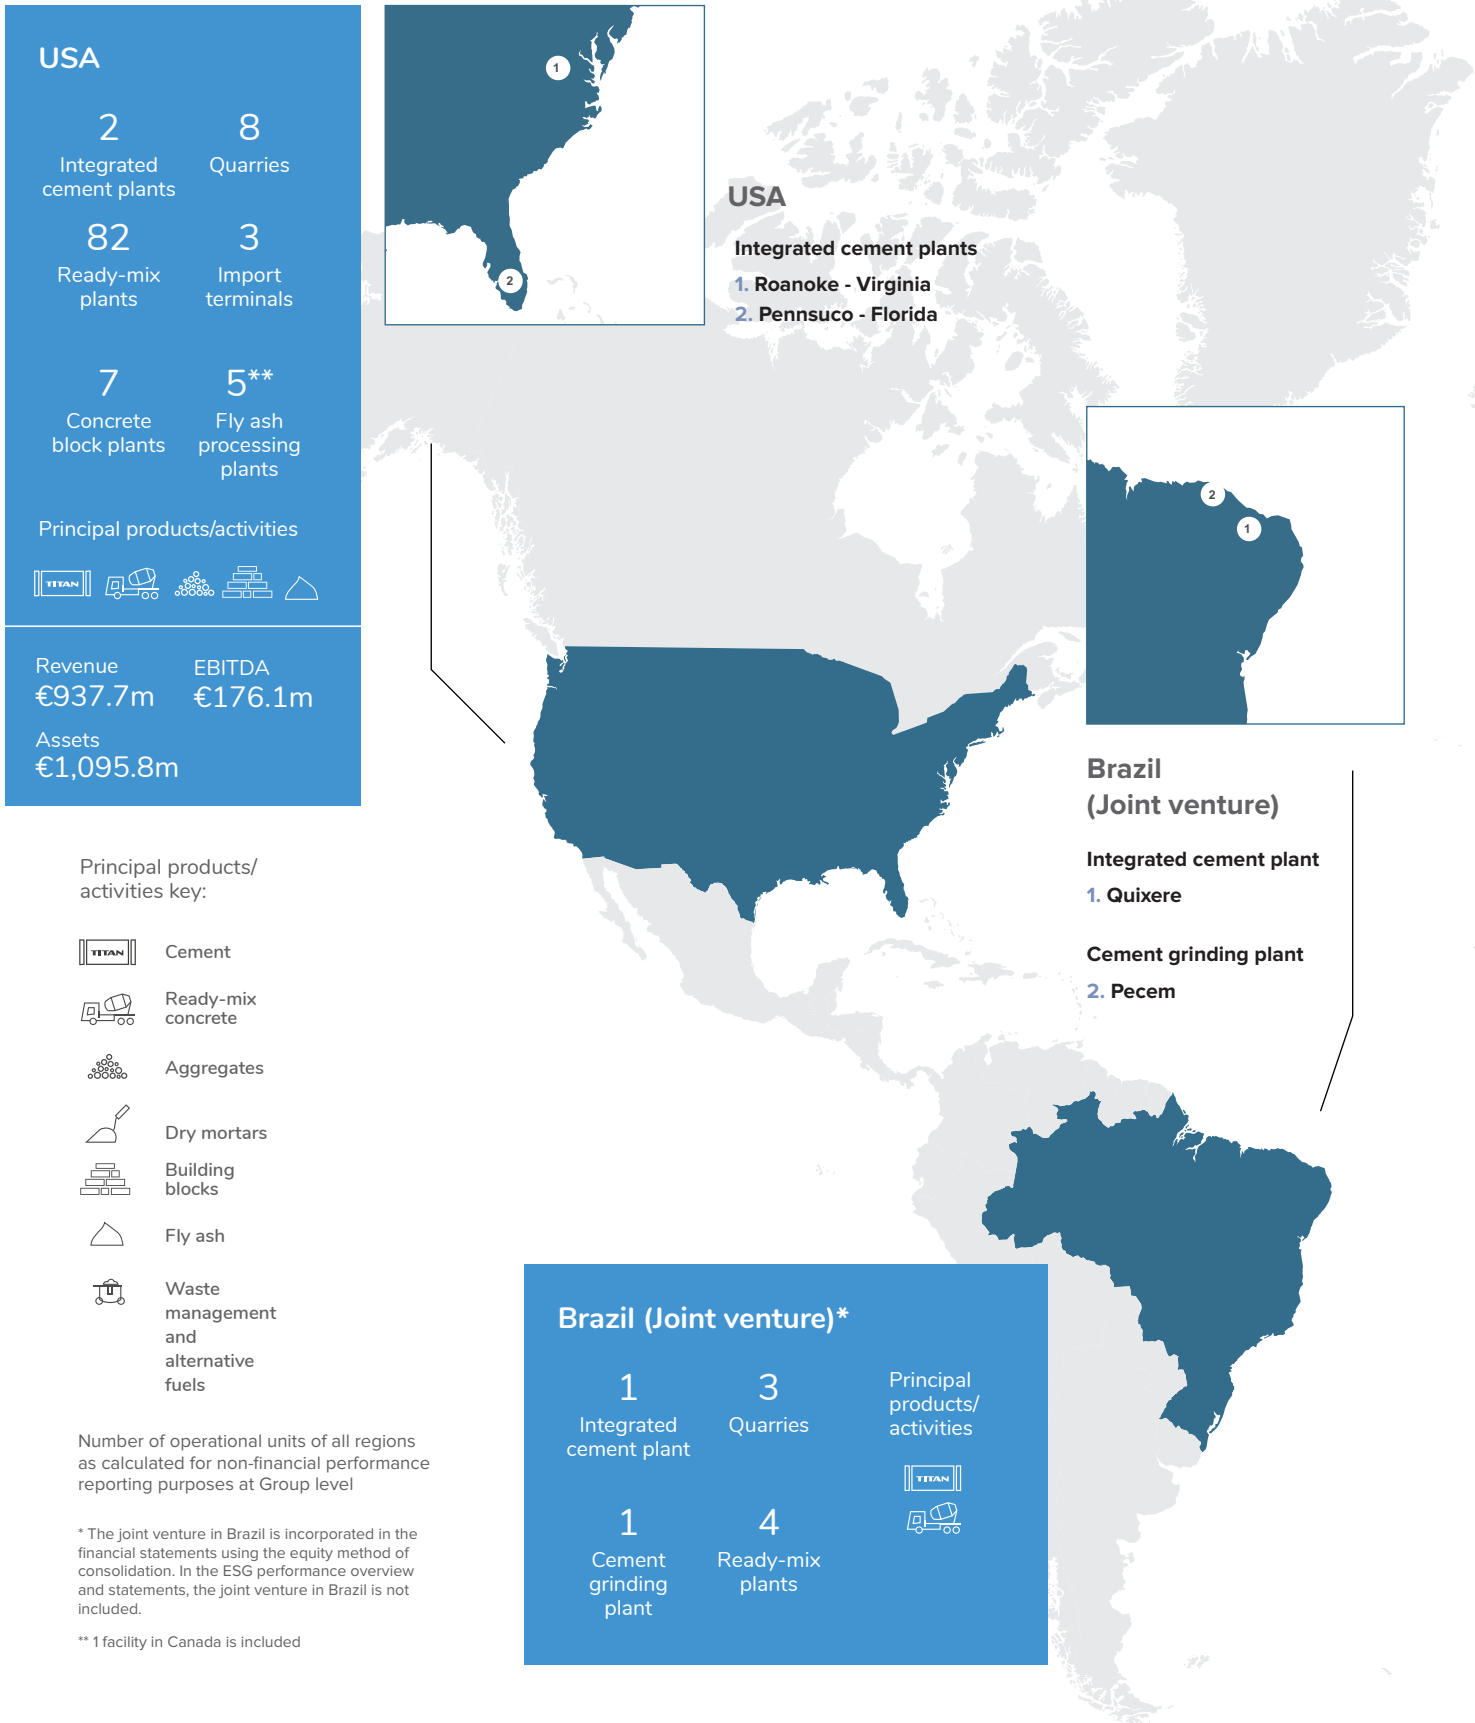 USA
2
8
Integrated
cement plants
Quarries
82
3
Ready-mix
plants
Import
terminals
7
5**
Concrete
block plants
Fly ash
processing
plants
Principal products/activities
TITAN
Revenue
€937.7m
EBITDA
€176.1m
Assets
€1,095.8m
1
2
USA
Integrated cement plants
1. Roanoke - Virginia
2. Pennsuco - Florida
2
1
Brazil
(Joint venture)
Integrated cement plant
1. Quixere
Cement grinding plant
2. Pecem
Principal products/
activities key:
TITAN
Cement
Ready-mix
concrete
Aggregates
Dry mortars
Building
blocks
Fly ash
Waste
management
and
alternative
fuels
Number of operational units of all regions
as calculated for non-financial performance
reporting purposes at Group level
* The joint venture in Brazil is incorporated in the
financial statements using the equity method of
consolidation. In the ESG performance overview
and statements, the joint venture in Brazil is not
included.
** 1 facility in Canada is included
Brazil (Joint venture)*
1
3
Integrated
cement plant
Quarries
1
4
Cement
grinding
plant
Ready-mix
plants
Principal
products/
activities
TITAN